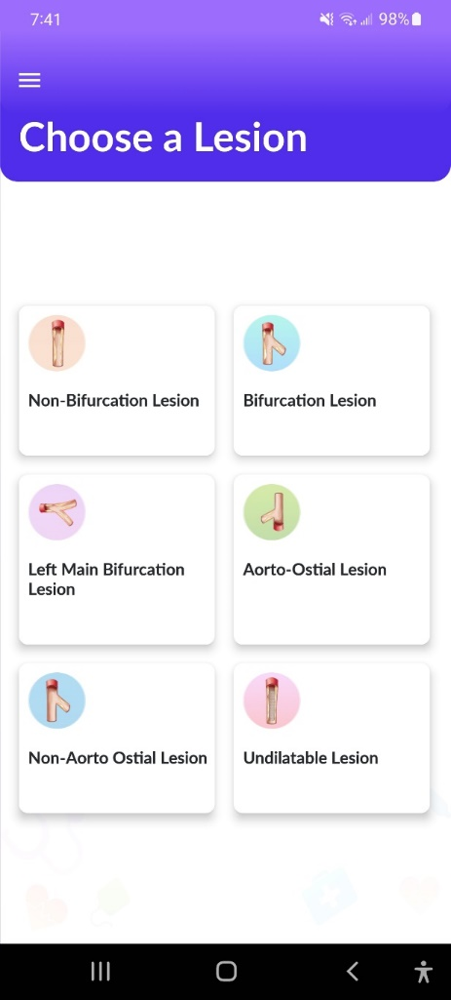 7:41
98%
Choose a Lesion
Non-Bifurcation Lesion
Bifurcation Lesion
Left Main Bifurcation
Lesion
Aorto-Ostial Lesion
Non-Aorto Ostial Lesion
Undilatable Lesion